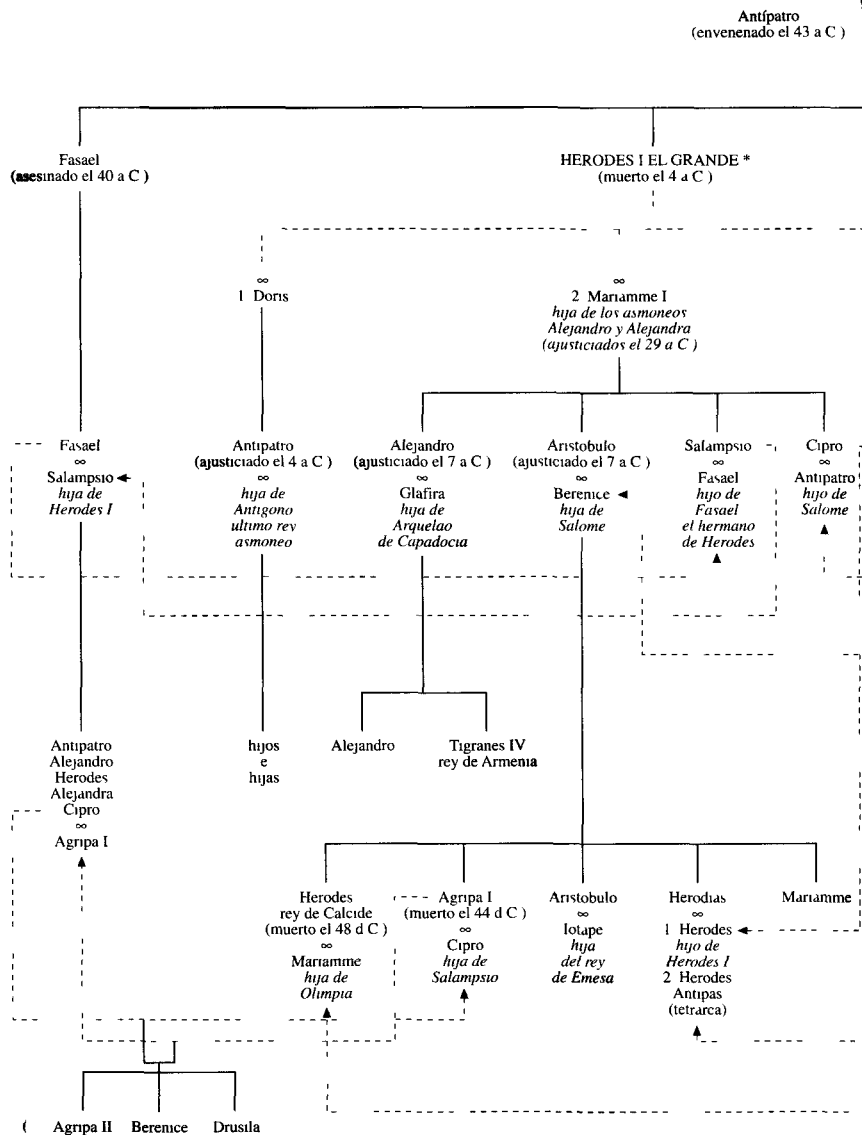 Antípatro
(envenenado el 43 a C )
Fasael
(asesinado el 40 a C )
HERODES I EL GRANDE *
(muerto el 4 a C )
∞
1 Doris
∞
2 Mariamme I
hija de los asmoneos
Alejandro y Alejandra
(ajusticiados el 29 a C )
Fasael
∞
Salampsio
hija de
Herodes I
Antipatro
(ajusticiado el 4 a C )
∞
hija de
Antigono
ultimo rey
asmoneo
Alejandro
(ajusticiado el 7 a C )
∞
Glafira
hija de
Arquelao
de Capadocia
Aristobulo
(ajusticiado el 7 a C )
∞
Berenice
hija de
Salome
Salampsio
∞
Fasael
hijo de
Fasael
el hermano
de Herodes
Cipro
∞
Antipatro
hijo de
Salome
Antipatro
Alejandro
Herodes
Alejandra
Cipro
∞
Agripa I
hijos
e
hijas
Alejandro
Tigranes IV
rey de Armenia
Herodes
rey de Calcide
(muerto el 48 d C )
∞
Mariamme
hija de
Olimpia
Agripa I
(muerto el 44 d C )
∞
Cipro
hija de
Salampsio
Aristobulo
∞
Iotape
hija
del rey
de Emesa
Herodias
∞
1 Herodes
hijo de
Herodes I
2 Herodes
Antipas
(tetrarca)
Mariamme
( Agripa II
Berenice
Drusila